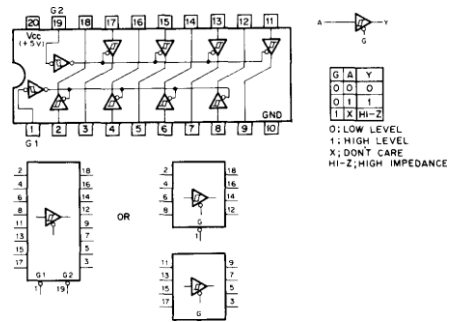 G2
20 19 18 17 16 15 14 13 12 11
Vcc
(+5V)
GND
1 2 3 4 5 6 7 8 9 10
G1
A Y
G
G A Y
0 0 0
0 1 1
1 X HI-Z
0; LOW LEVEL
1; HIGH LEVEL
X; DON'T CARE
HI-Z; HIGH IMPEDANCE
2 18
4 16
6 14
8 12
11 9
13 7
15 5
17 3
G1 G2
1 19
OR
2 18
4 16
6 14
8 12
G
1
11 9
13 7
15 5
17 3
G